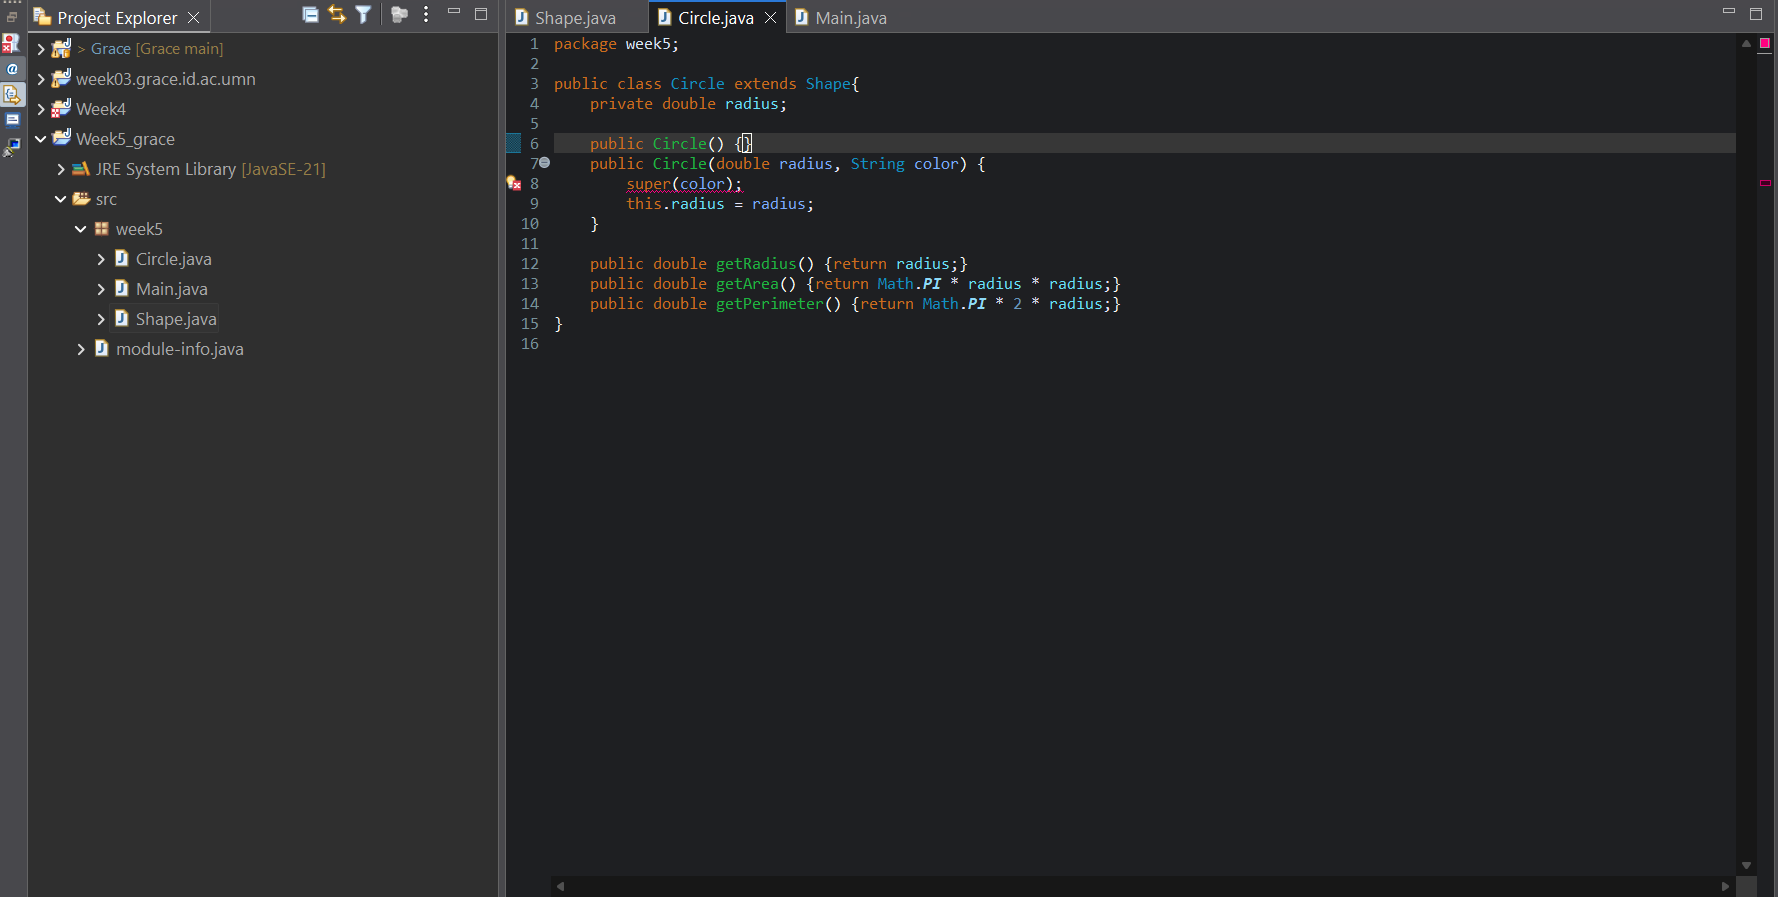 Project Explorer
> Grace [Grace main]
week03.grace.id.ac.umn
Week4
Week5_grace
JRE System Library [JavaSE-21]
src
week5
Circle.java
Main.java
Shape.java
module-info.java
Shape.java
Circle.java
Main.java
1 package week5;
2
3 public class Circle extends Shape{
4     private double radius;
5
6     public Circle() {}
7     public Circle(double radius, String color) {
8         super(color);
9         this.radius = radius;
10     }
11
12     public double getRadius() {return radius;}
13     public double getArea() {return Math.PI * radius * radius;}
14     public double getPerimeter() {return Math.PI * 2 * radius;}
15 }
16